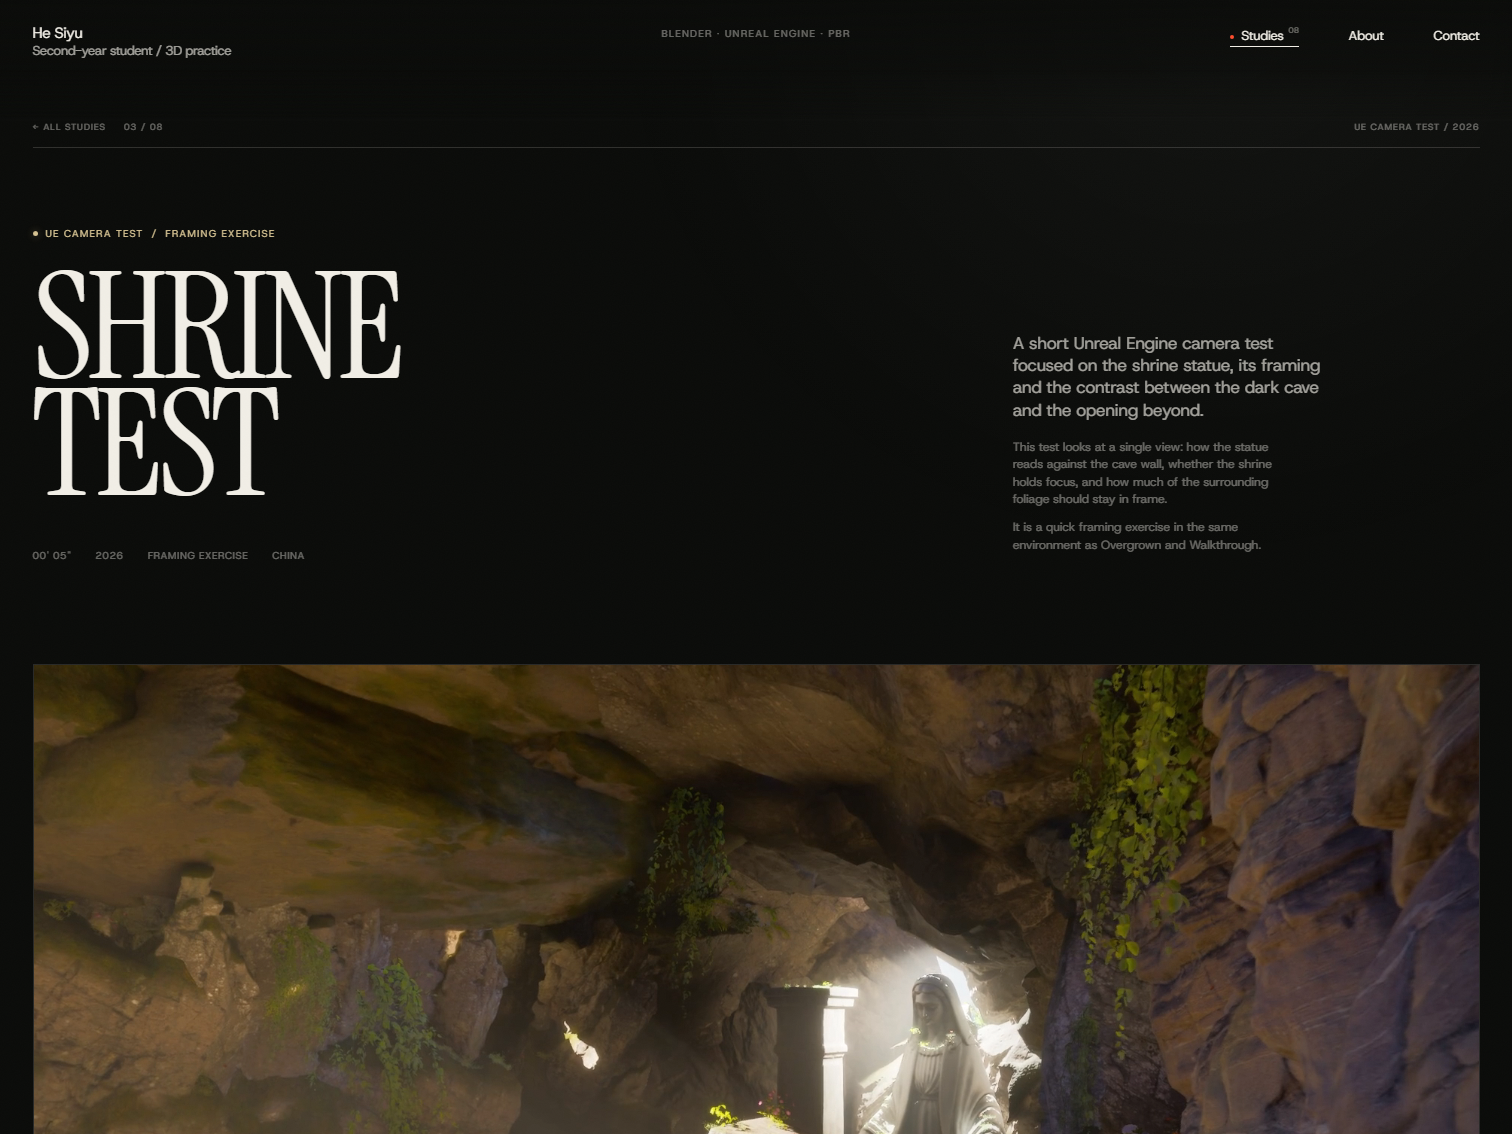 He Siyu
Second-year student / 3D practice
BLENDER · UNREAL ENGINE · PBR
Studies 08
About
Contact
← ALL STUDIES 03 / 08
UE CAMERA TEST / 2026
UE CAMERA TEST / FRAMING EXERCISE
SHRINE
TEST
A short Unreal Engine camera test
focused on the shrine statue, its framing
and the contrast between the dark cave
and the opening beyond.
This test looks at a single view: how the statue
reads against the cave wall, whether the shrine
holds focus, and how much of the surrounding
foliage should stay in frame.
It is a quick framing exercise in the same
environment as Overgrown and Walkthrough.
00' 05" 2026 FRAMING EXERCISE CHINA